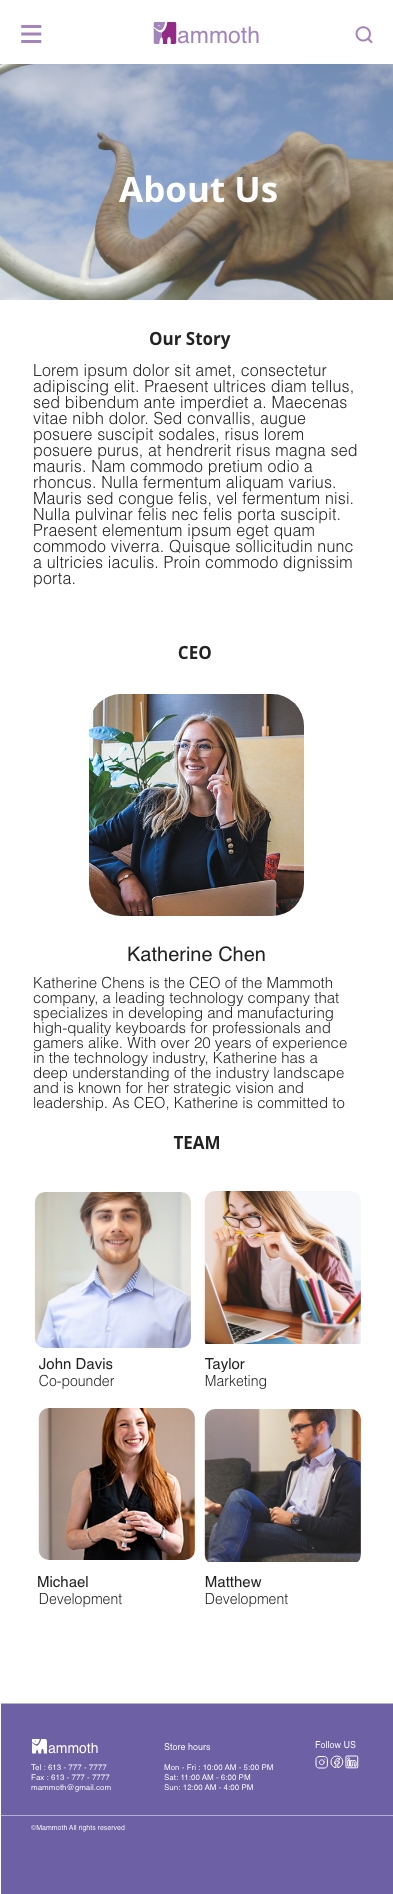 Mammoth
About Us
Our Story
Lorem ipsum dolor sit amet, consectetur
adipiscing elit. Praesent ultrices diam tellus,
sed bibendum ante imperdiet a. Maecenas
vitae nibh dolor. Sed convallis, augue
posuere suscipit sodales, risus lorem
posuere purus, at hendrerit risus magna sed
mauris. Nam commodo pretium odio a
rhoncus. Nulla fermentum aliquam varius.
Mauris sed congue felis, vel fermentum nisi.
Nulla pulvinar felis nec felis porta suscipit.
Praesent elementum ipsum eget quam
commodo viverra. Quisque sollicitudin nunc
a ultricies iaculis. Proin commodo dignissim
porta.
CEO
Katherine Chen
Katherine Chens is the CEO of the Mammoth
company, a leading technology company that
specializes in developing and manufacturing
high-quality keyboards for professionals and
gamers alike. With over 20 years of experience
in the technology industry, Katherine has a
deep understanding of the industry landscape
and is known for her strategic vision and
leadership. As CEO, Katherine is committed to
TEAM
John Davis
Co-pounder
Taylor
Marketing
Michael
Development
Matthew
Development
Mammoth
Tel : 613 - 777 - 7777
Fax : 613 - 777 - 7777
mammoth@gmail.com
Store hours
Mon - Fri : 10:00 AM - 5:00 PM
Sat: 11:00 AM - 6:00 PM
Sun: 12:00 AM - 4:00 PM
Follow US
©Mammoth All rights reserved